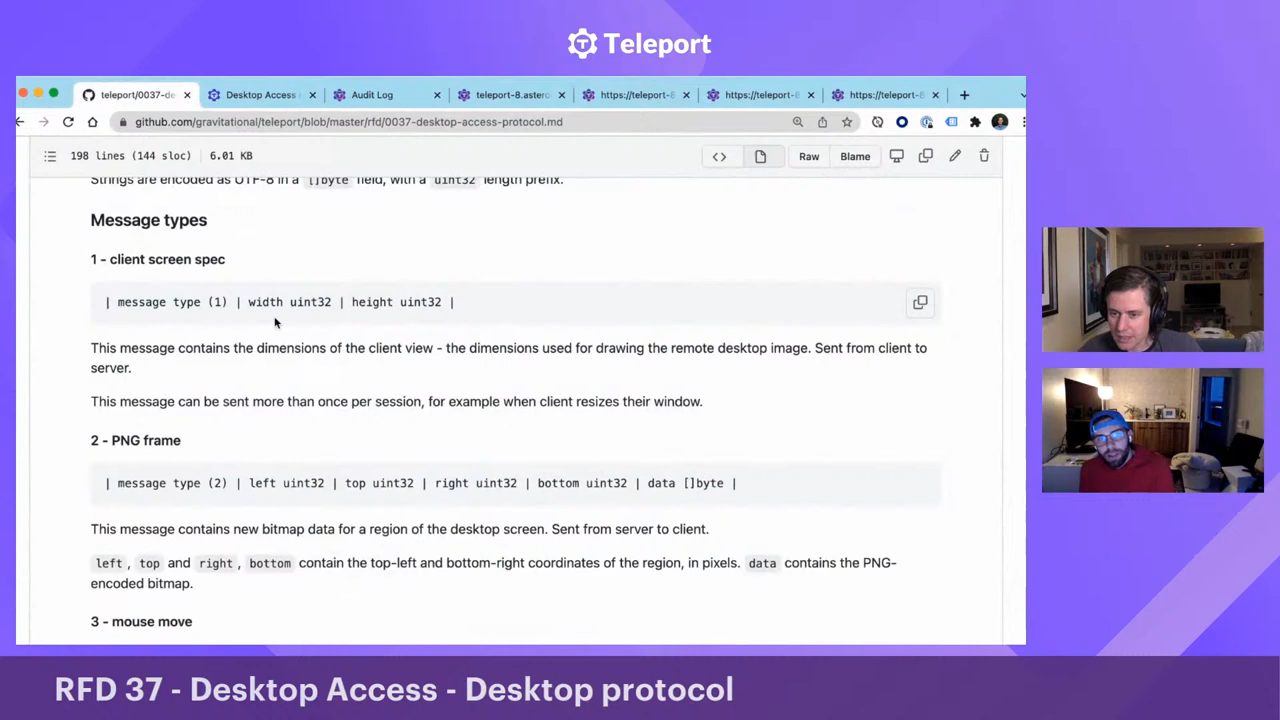 Teleport
teleport/0037-de
Desktop Access
Audit Log
teleport-8.astero
https://teleport-8
https://teleport-8
https://teleport-8
github.com/gravitational/teleport/blob/master/rfd/0037-desktop-access-protocol.md
198 lines (144 sloc) | 6.01 KB
Raw
Blame
Strings are encoded as UTF-8 in a []byte field, with a uint32 length prefix.
Message types
1 - client screen spec
| message type (1) | width uint32 | height uint32 |
This message contains the dimensions of the client view - the dimensions used for drawing the remote desktop image. Sent from client to
server.
This message can be sent more than once per session, for example when client resizes their window.
2 - PNG frame
| message type (2) | left uint32 | top uint32 | right uint32 | bottom uint32 | data []byte |
This message contains new bitmap data for a region of the desktop screen. Sent from server to client.
left, top and right, bottom contain the top-left and bottom-right coordinates of the region, in pixels. data contains the PNG-
encoded bitmap.
3 - mouse move
RFD 37 - Desktop Access - Desktop protocol